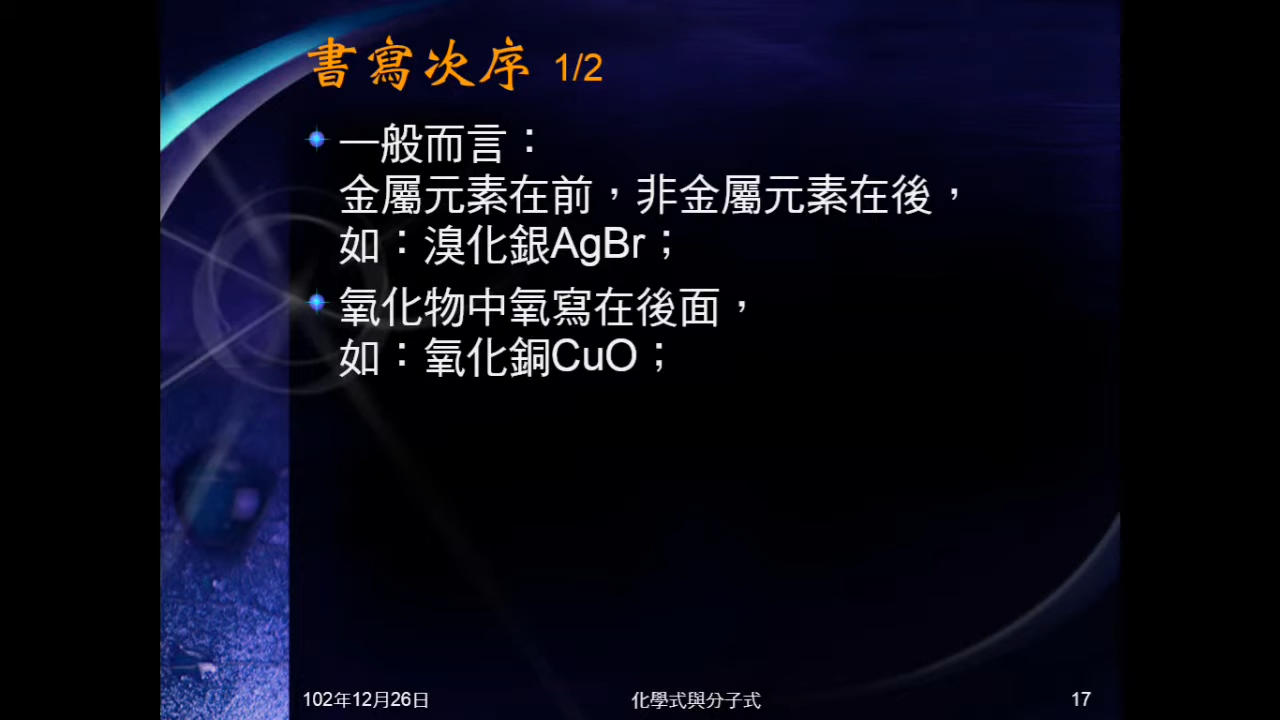 書寫次序 1/2
一般而言：
金屬元素在前，非金屬元素在後，
如：溴化銀AgBr；
氧化物中氧寫在後面，
如：氧化銅CuO；
102年12月26日
化學式與分子式
17